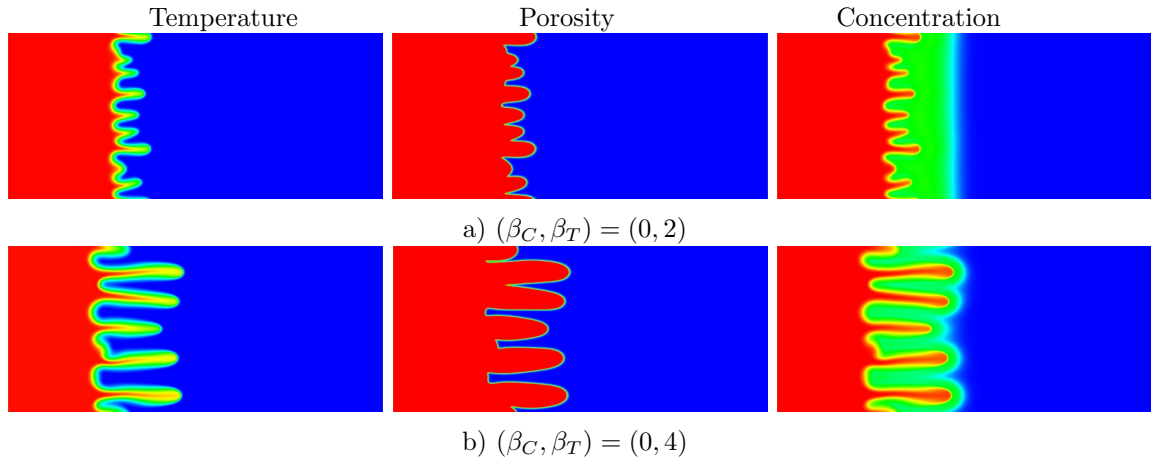 Temperature Porosity Concentration
a) (β_C, β_T) = (0, 2)
b) (β_C, β_T) = (0, 4)